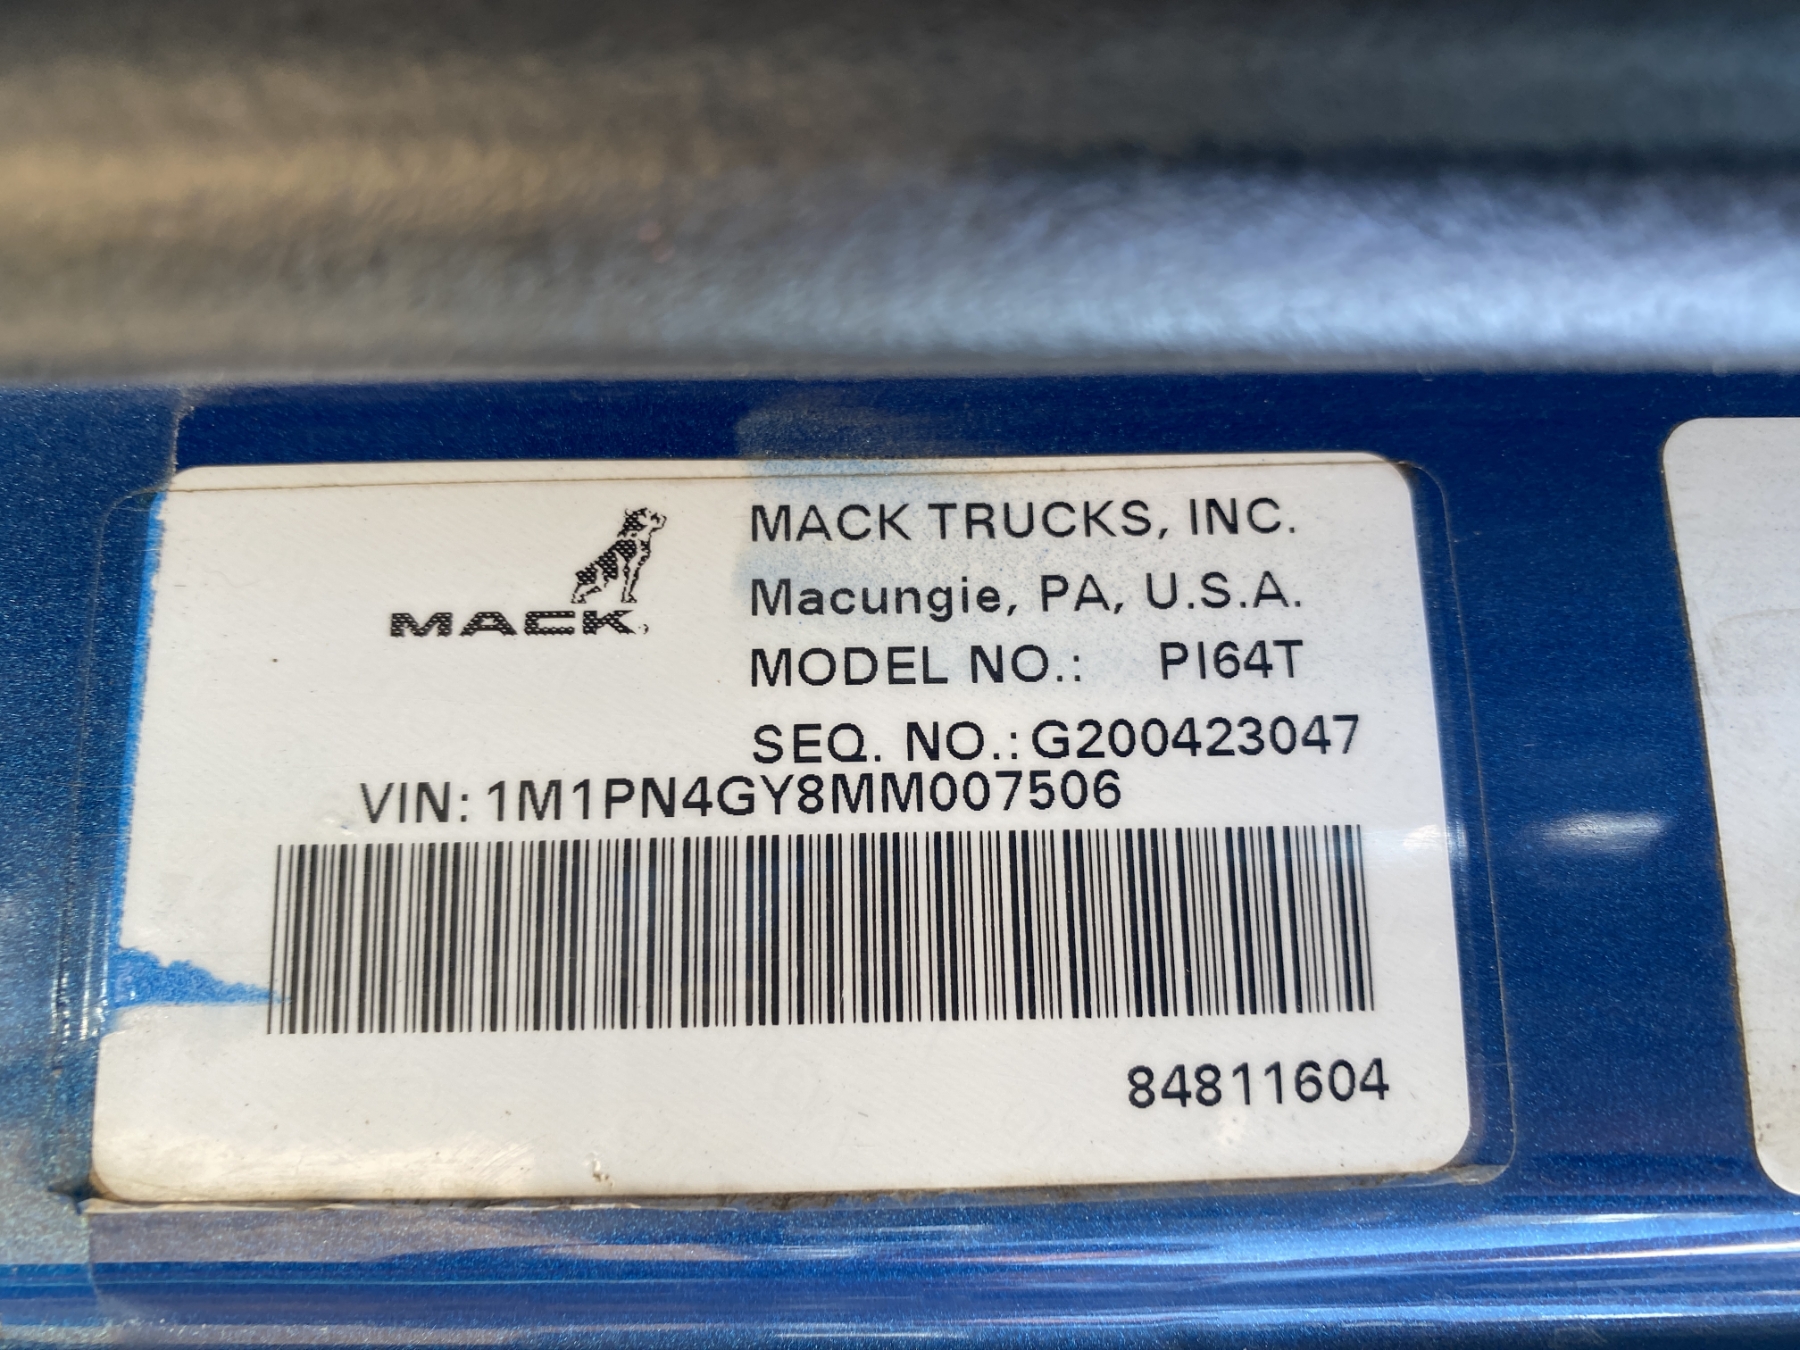 MACK TRUCKS, INC.
Macungie, PA, U.S.A.
MACK
MODEL NO.: PI64T
SEQ. NO.: G200423047
VIN: 1M1PN4GY8MM007506
84811604